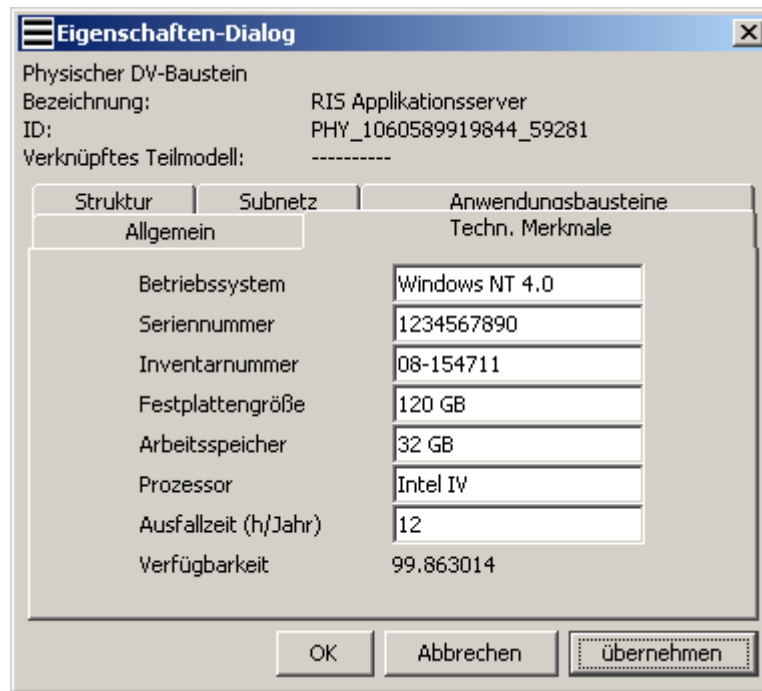 Eigenschaften-Dialog
Physischer DV-Baustein
Bezeichnung: RIS Applikationsserver
ID: PHY_1060589919844_59281
Verknüpftes Teilmodell: ----------
Struktur Subnetz Anwendungsbausteine
Allgemein Techn. Merkmale
Betriebssystem Windows NT 4.0
Seriennummer 1234567890
Inventarnummer 08-154711
Festplattengröße 120 GB
Arbeitsspeicher 32 GB
Prozessor Intel IV
Ausfallzeit (h/Jahr) 12
Verfügbarkeit 99.863014
OK Abbrechen übernehmen